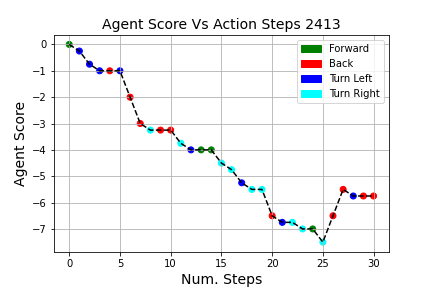 Agent Score Vs Action Steps 2413
Forward
Back
Turn Left
Turn Right
Agent Score
0
−1
−2
−3
−4
−5
−6
−7
0 5 10 15 20 25 30
Num. Steps